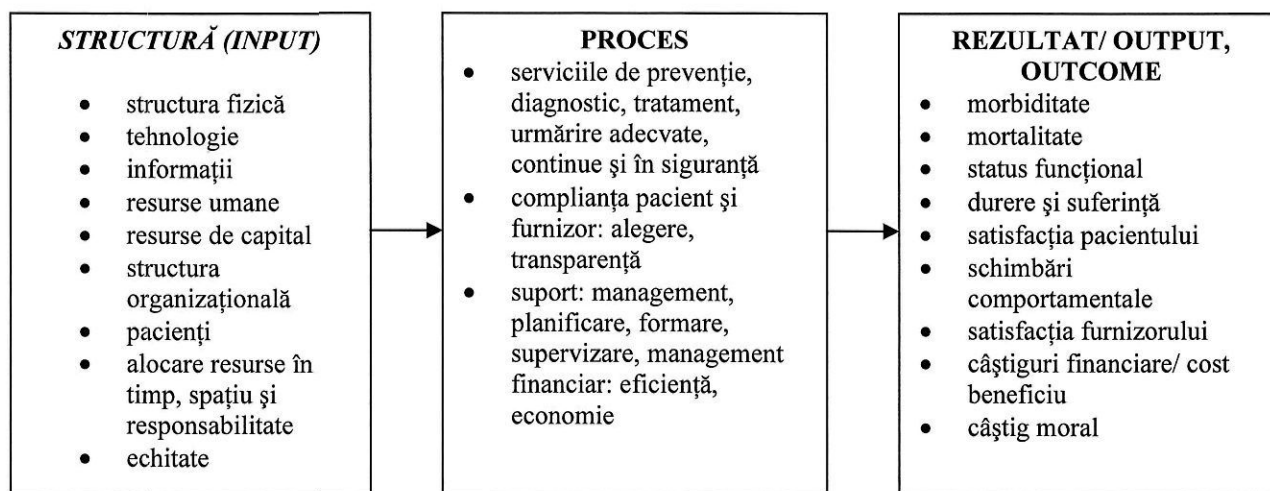 STRUCTURĂ (INPUT)
• structura fizică
• tehnologie
• informații
• resurse umane
• resurse de capital
• structura
organizațională
• pacienți
• alocare resurse în
timp, spațiu şi
responsabilitate
• echitate
PROCES
• serviciile de prevenție,
diagnostic, tratament,
urmărire adecvate,
continue şi în siguranță
• complianța pacient şi
furnizor: alegere,
transparență
• suport: management,
planificare, formare,
supervizare, management
financiar: eficiență,
economie
REZULTAT/ OUTPUT,
OUTCOME
• morbiditate
• mortalitate
• status funcțional
• durere şi suferință
• satisfacția pacientului
• schimbări
comportamentale
• satisfacția furnizorului
• câştiguri financiare/ cost
beneficiu
• câştig moral